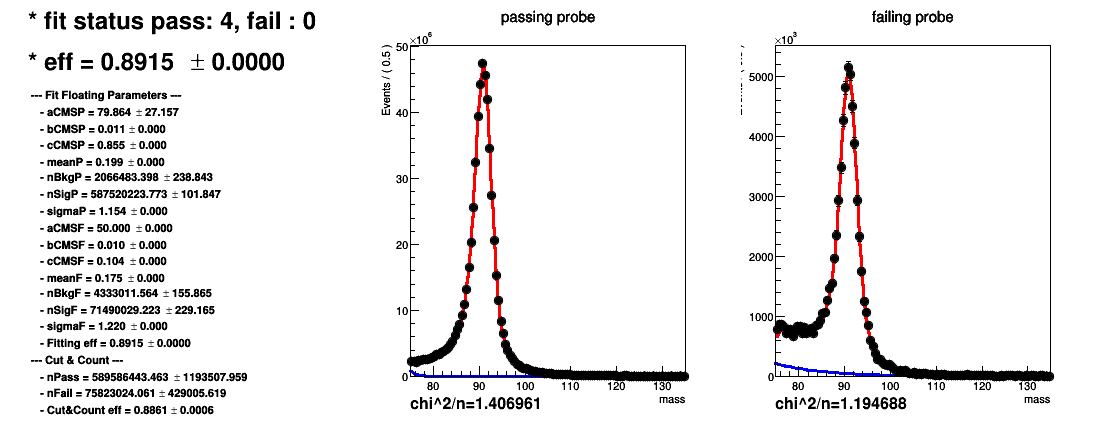 * fit status pass: 4, fail : 0
* eff = 0.8915 ± 0.0000
--- Fit Floating Parameters ---
- aCMSP = 79.864 ± 27.157
- bCMSP = 0.011 ± 0.000
- cCMSP = 0.855 ± 0.000
- meanP = 0.199 ± 0.000
- nBkgP = 2066483.398 ± 238.843
- nSigP = 587520223.773 ± 101.847
- sigmaP = 1.154 ± 0.000
- aCMSF = 50.000 ± 0.000
- bCMSF = 0.010 ± 0.000
- cCMSF = 0.104 ± 0.000
- meanF = 0.175 ± 0.000
- nBkgF = 4333011.564 ± 155.865
- nSigF = 71490029.223 ± 229.165
- sigmaF = 1.220 ± 0.000
- Fitting eff = 0.8915 ± 0.0000
--- Cut & Count ---
- nPass = 589586443.463 ± 1193507.959
- nFail = 75823024.061 ± 429005.619
- Cut&Count eff = 0.8861 ± 0.0006
passing probe
×10⁶
Events / ( 0.5 )
50
40
30
20
10
0
80 90 100 110 120 130
mass
chi^2/n=1.406961
failing probe
×10³
5000
4000
3000
2000
1000
0
80 90 100 110 120 130
mass
chi^2/n=1.194688